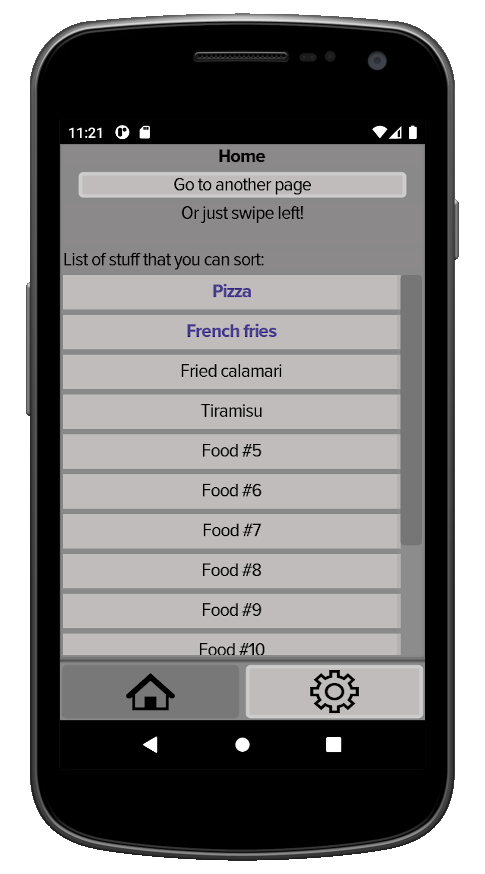 11:21
Home
Go to another page
Or just swipe left!
List of stuff that you can sort:
Pizza
French fries
Fried calamari
Tiramisu
Food #5
Food #6
Food #7
Food #8
Food #9
Food #10